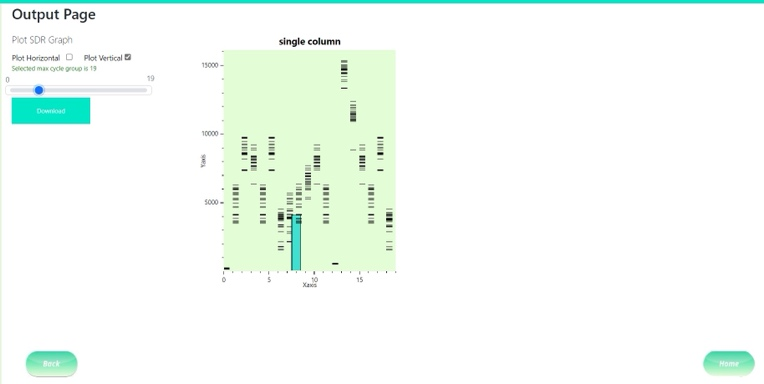 Output Page
Plot SDR Graph
Plot Horizontal Plot Vertical
Selected max cycle group is 19
0 19
Download
single column
15000
10000
5000
Yaxis
0 5 10 15
Xaxis
Back Home